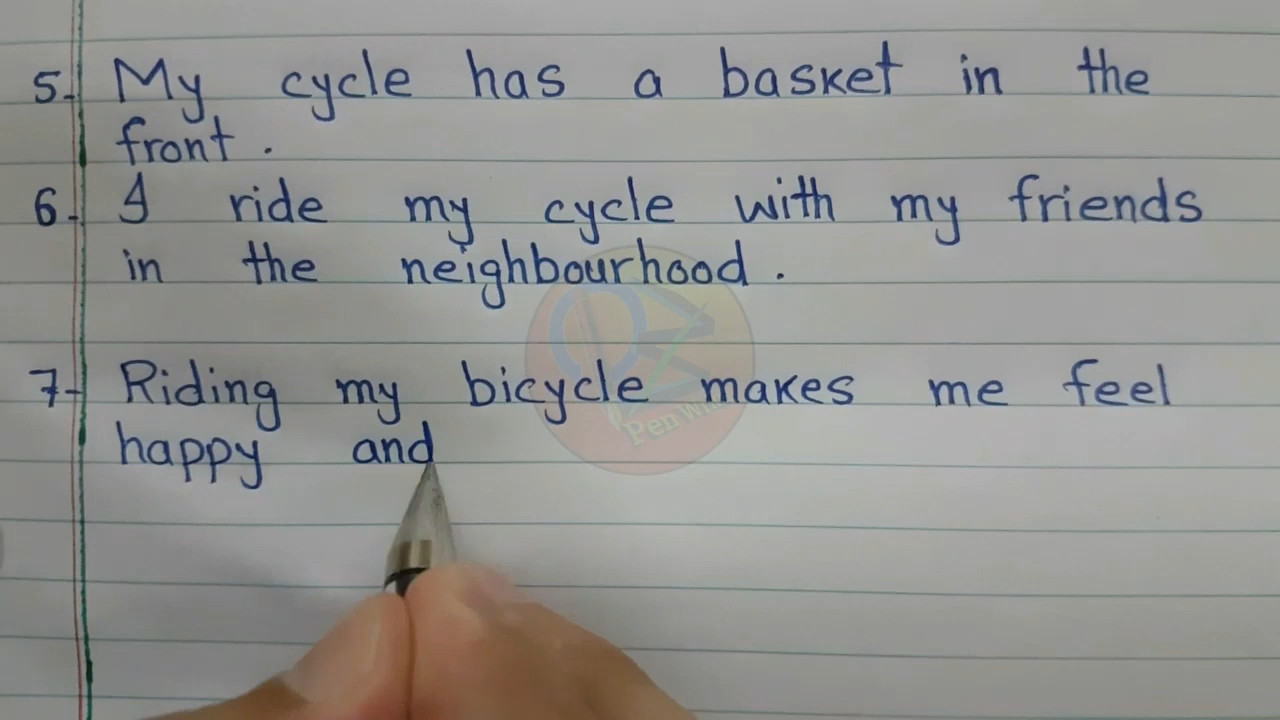 5. My cycle has a basket in the
front.
6. I ride my cycle with my friends
in the neighbourhood.
7- Riding my bicycle makes me feel
happy and
Pen